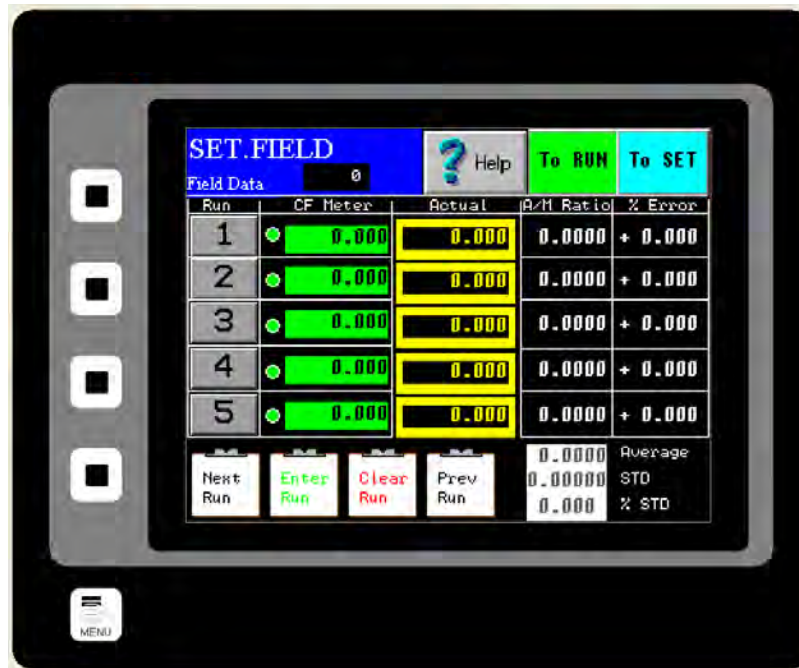 SET.FIELD
Field Data 0
Help
To RUN
To SET
Run CF Meter Actual A/M Ratio % Error
1 0.000 0.000 0.0000 + 0.000
2 0.000 0.000 0.0000 + 0.000
3 0.000 0.000 0.0000 + 0.000
4 0.000 0.000 0.0000 + 0.000
5 0.000 0.000 0.0000 + 0.000
Next Run
Enter Run
Clear Run
Prev Run
0.0000 Average
0.00000 STD
0.000 % STD
MENU